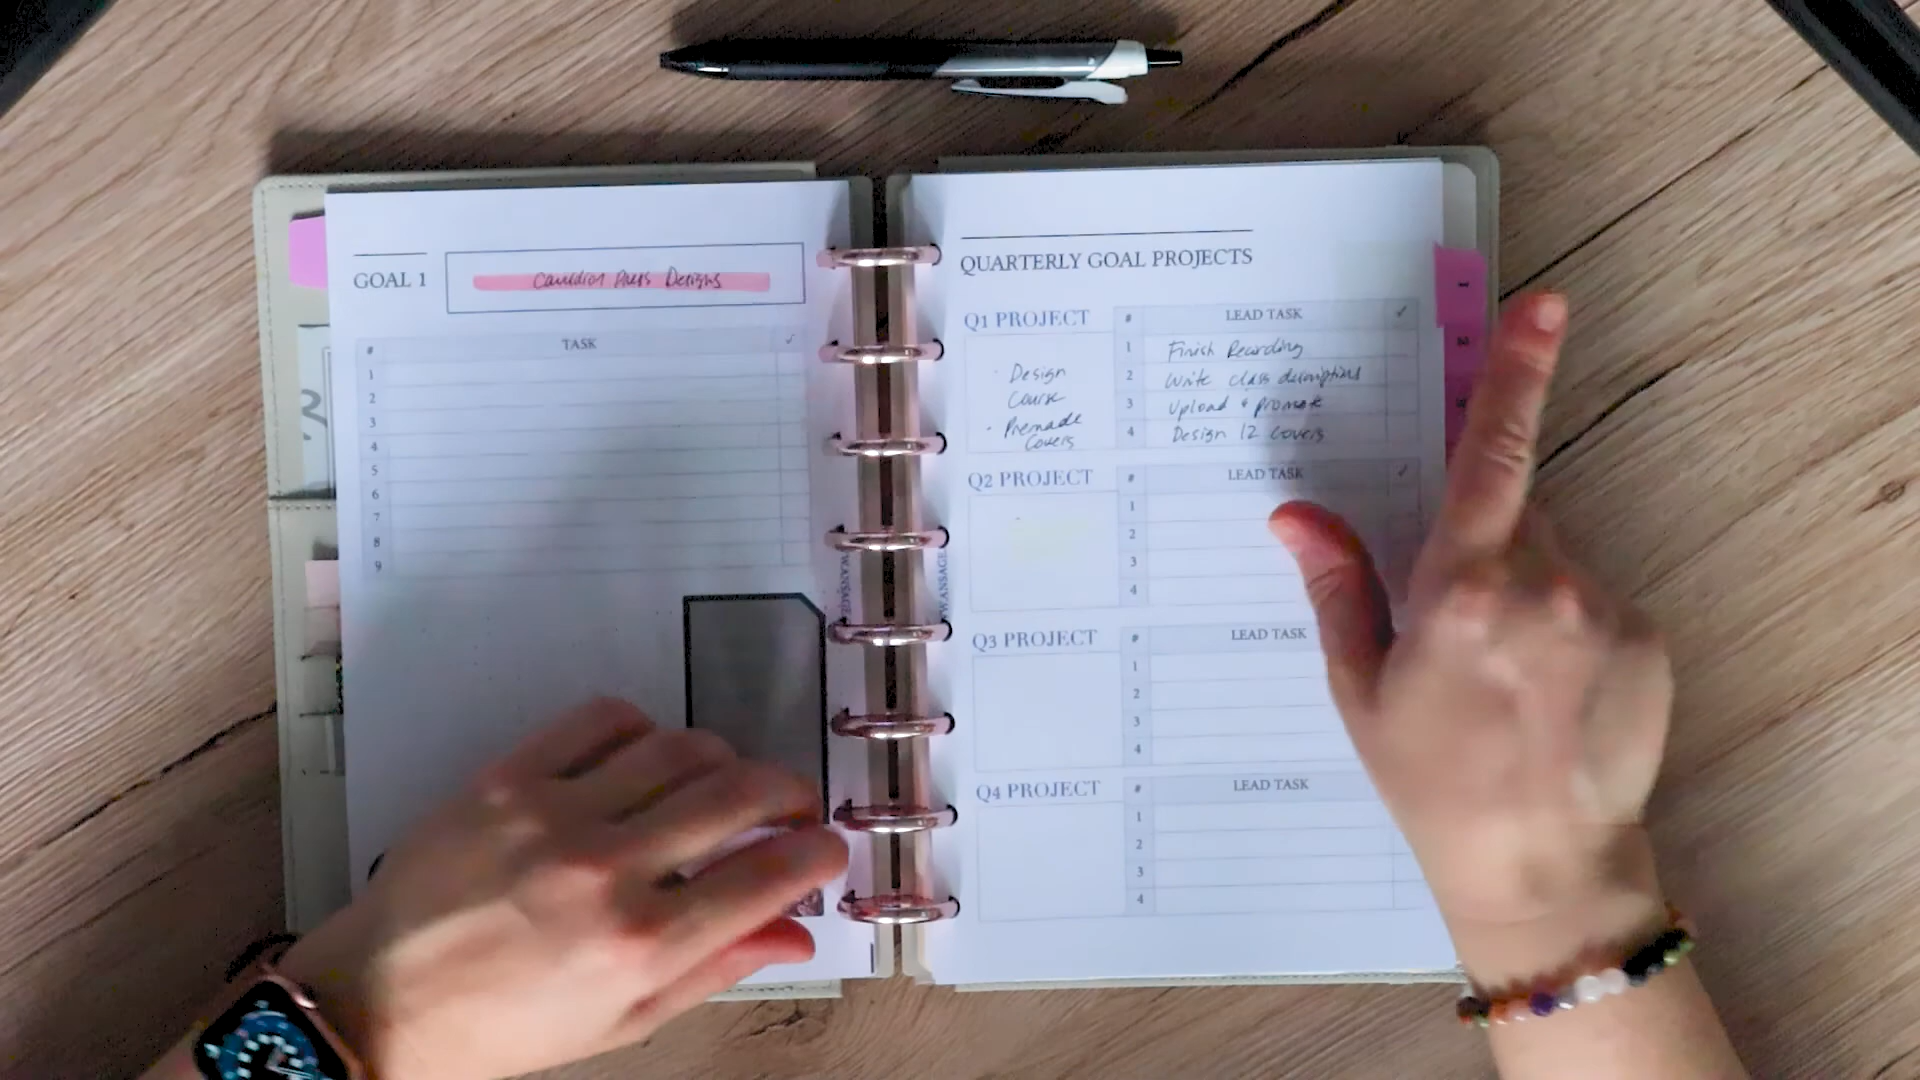 GOAL 1
Designs
# TASK ✓
1
2
3
4
5
6
7
8
9
QUARTERLY GOAL PROJECTS
Q1 PROJECT
# LEAD TASK ✓
1 Finish Recording
2 Write class descriptions
3 Upload & promote
4 Design 12 covers
· Design
Course
· Premade
Covers
Q2 PROJECT
# LEAD TASK ✓
1
2
3
4
Q3 PROJECT
# LEAD TASK
1
2
3
4
Q4 PROJECT
# LEAD TASK
1
2
3
4
1
2
3